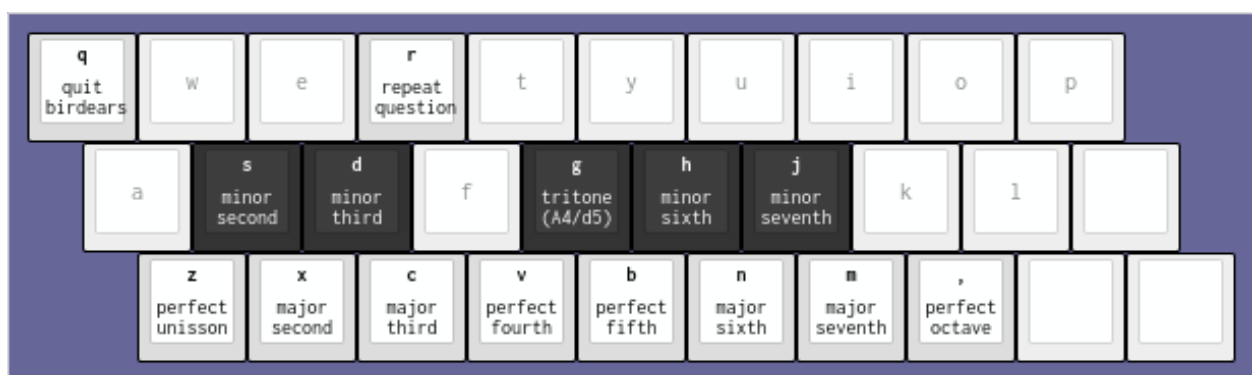 q w e r t y u i o p
quit repeat
birdears question
a s d f g h j k l
minor minor tritone minor minor
second third (A4/d5) sixth seventh
z x c v b n m ,
perfect major major perfect perfect major major perfect
unisson second third fourth fifth sixth seventh octave